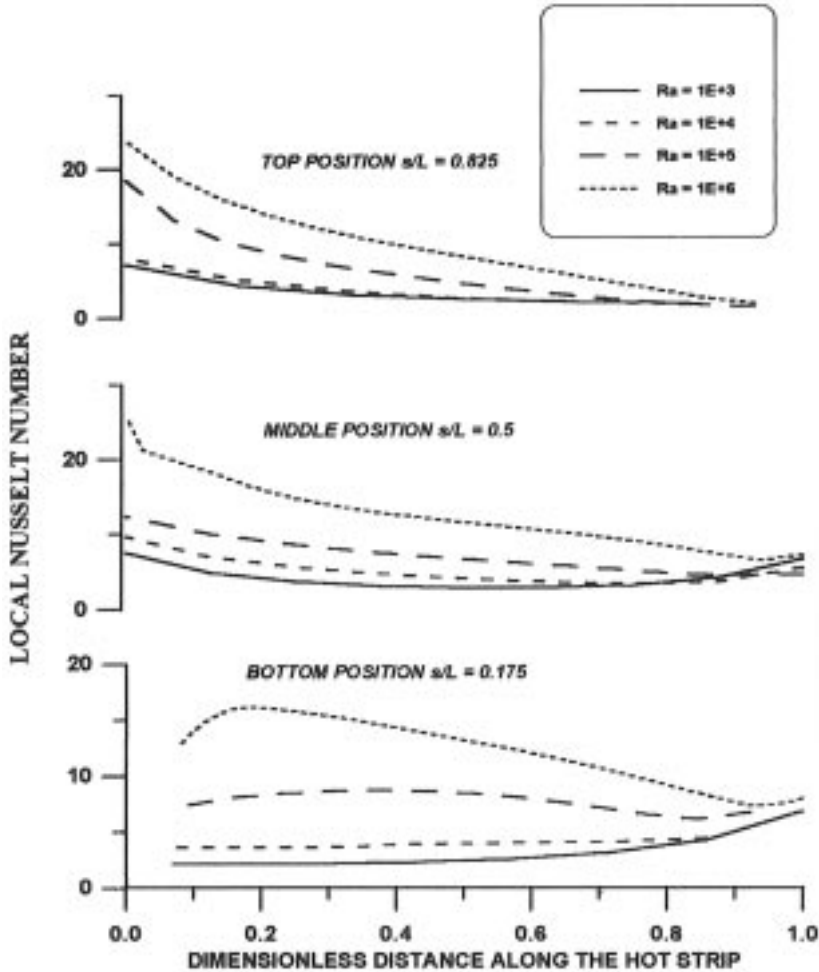 Ra = 1E+3
Ra = 1E+4
Ra = 1E+5
Ra = 1E+6
TOP POSITION s/L = 0.825
20
0
LOCAL NUSSELT NUMBER
MIDDLE POSITION s/L = 0.5
20
0
BOTTOM POSITION s/L = 0.175
20
10
0
0.0 0.2 0.4 0.6 0.8 1.0
DIMENSIONLESS DISTANCE ALONG THE HOT STRIP